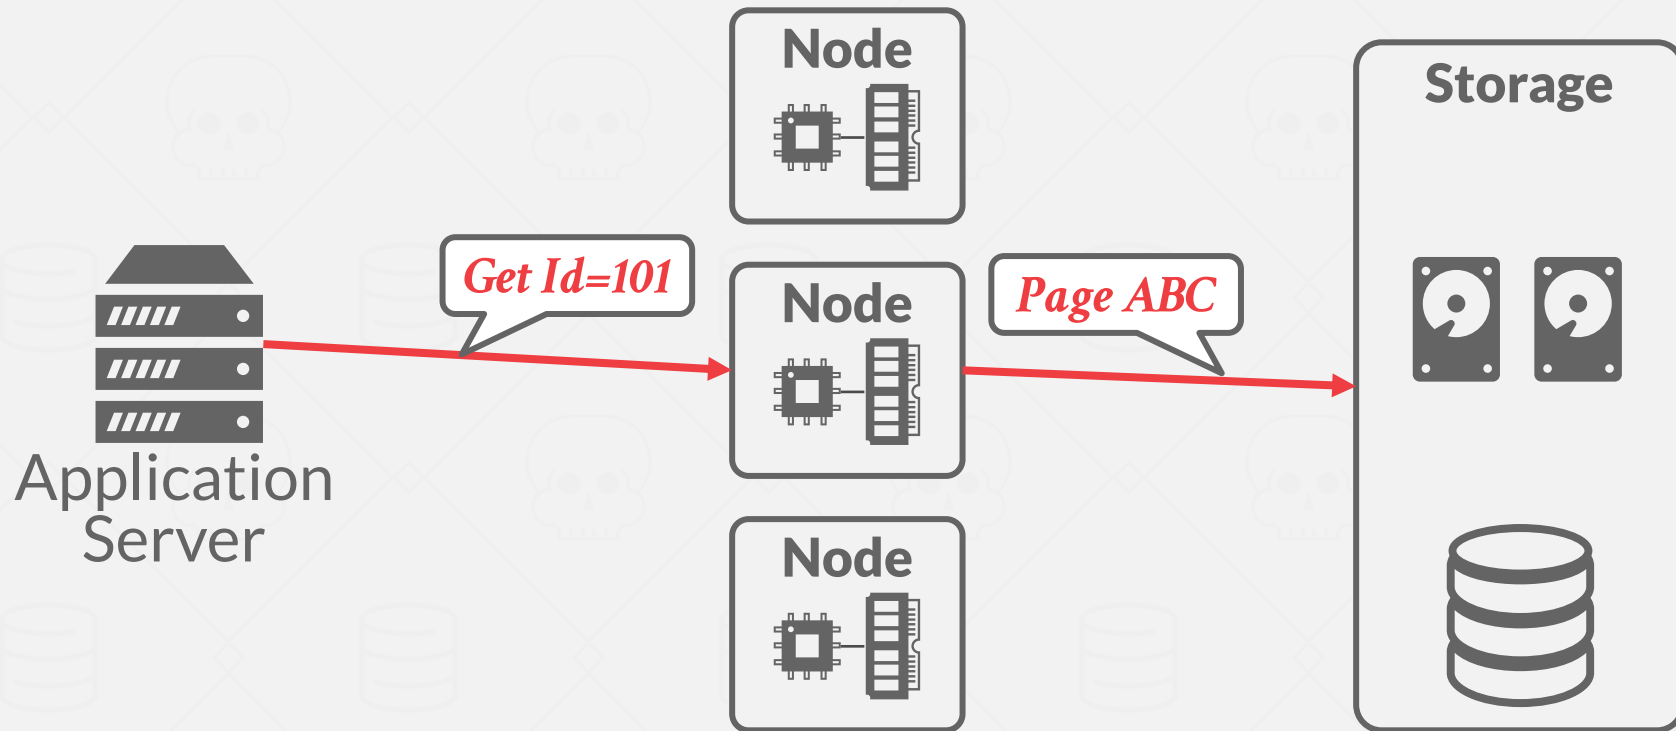 Node
Storage
Get Id=101
Node
Page ABC
Application
Server
Node